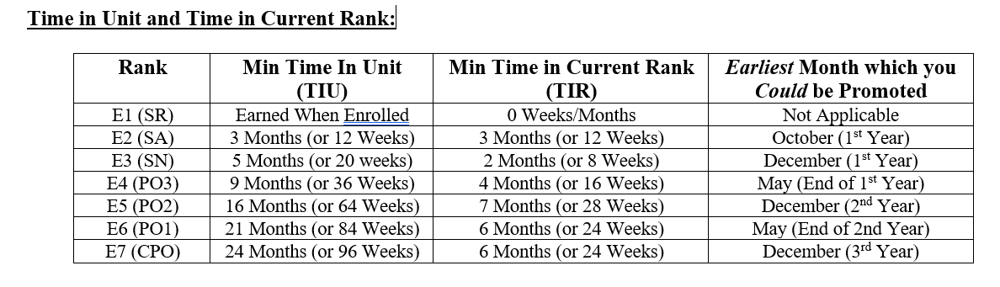 Time in Unit and Time in Current Rank:
Rank Min Time In Unit (TIU) Min Time in Current Rank (TIR) Earliest Month which you Could be Promoted
E1 (SR) Earned When Enrolled 0 Weeks/Months Not Applicable
E2 (SA) 3 Months (or 12 Weeks) 3 Months (or 12 Weeks) October (1st Year)
E3 (SN) 5 Months (or 20 weeks) 2 Months (or 8 Weeks) December (1st Year)
E4 (PO3) 9 Months (or 36 Weeks) 4 Months (or 16 Weeks) May (End of 1st Year)
E5 (PO2) 16 Months (or 64 Weeks) 7 Months (or 28 Weeks) December (2nd Year)
E6 (PO1) 21 Months (or 84 Weeks) 6 Months (or 24 Weeks) May (End of 2nd Year)
E7 (CPO) 24 Months (or 96 Weeks) 6 Months (or 24 Weeks) December (3rd Year)